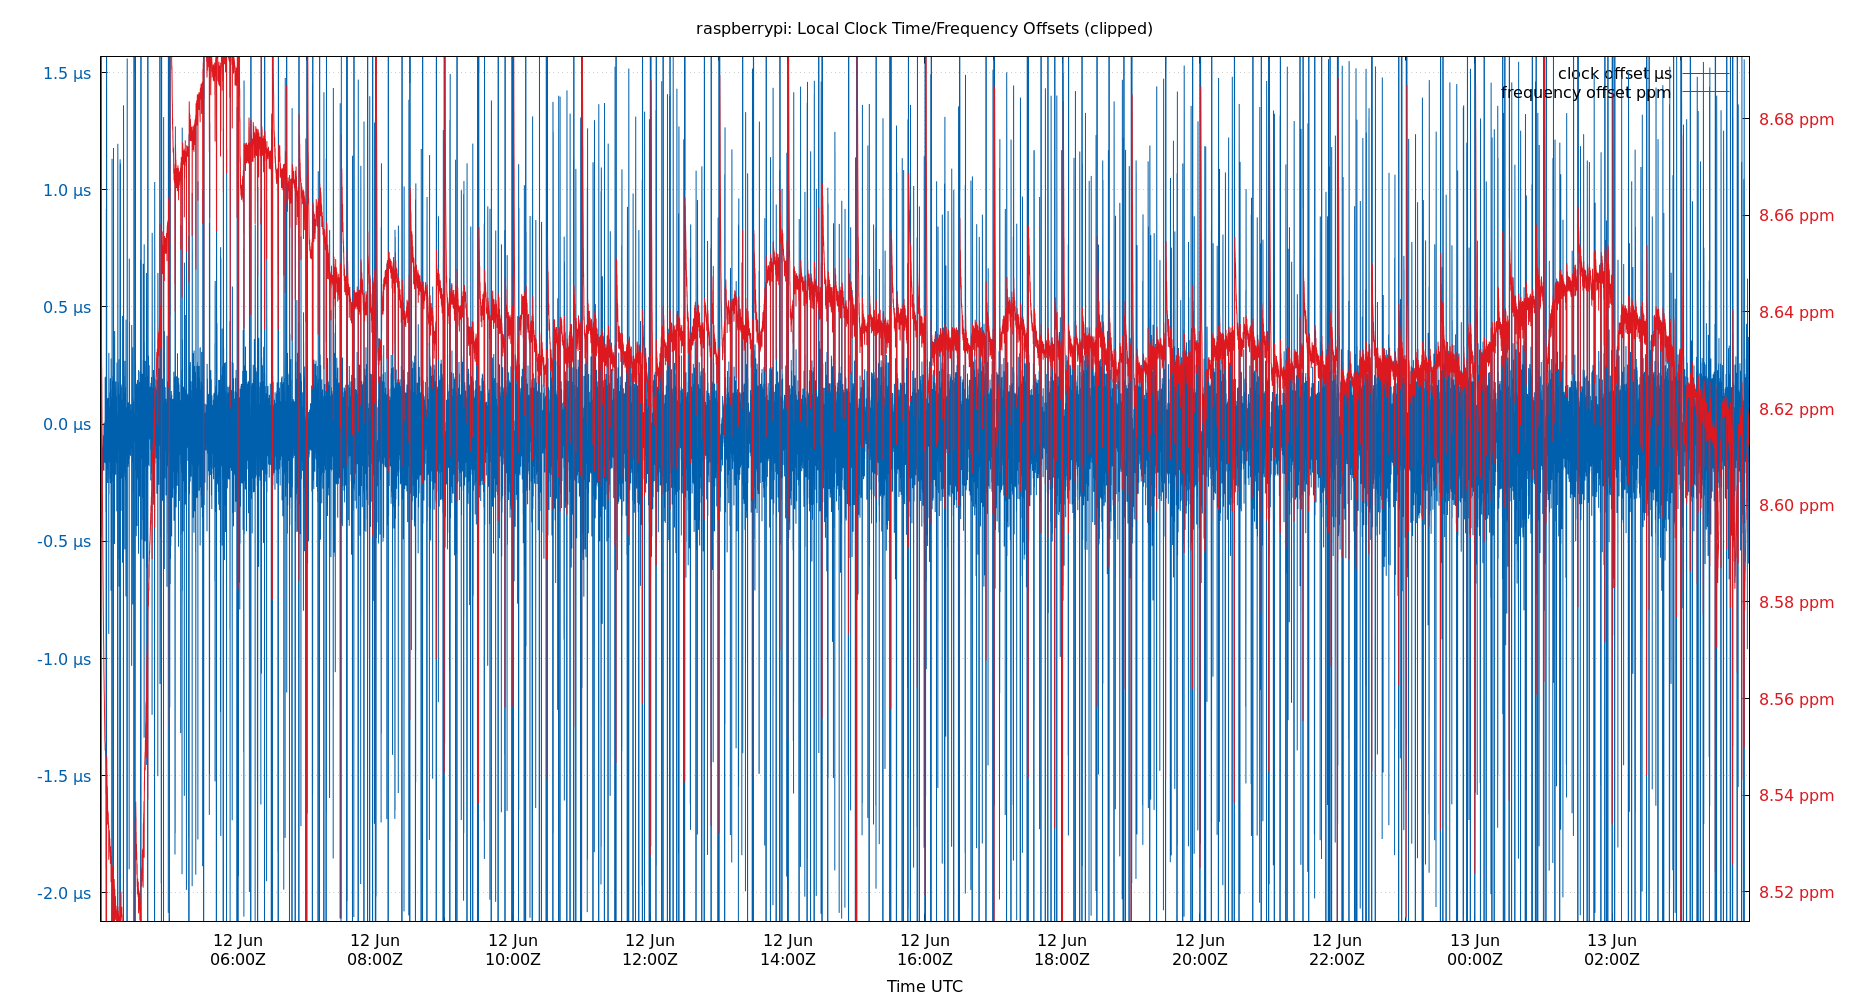 raspberrypi: Local Clock Time/Frequency Offsets (clipped)
clock offset µs
frequency offset ppm
1.5 µs
1.0 µs
0.5 µs
0.0 µs
-0.5 µs
-1.0 µs
-1.5 µs
-2.0 µs
8.68 ppm
8.66 ppm
8.64 ppm
8.62 ppm
8.60 ppm
8.58 ppm
8.56 ppm
8.54 ppm
8.52 ppm
12 Jun 12 Jun 12 Jun 12 Jun 12 Jun 12 Jun 12 Jun 12 Jun 12 Jun 13 Jun 13 Jun
06:00Z 08:00Z 10:00Z 12:00Z 14:00Z 16:00Z 18:00Z 20:00Z 22:00Z 00:00Z 02:00Z
Time UTC